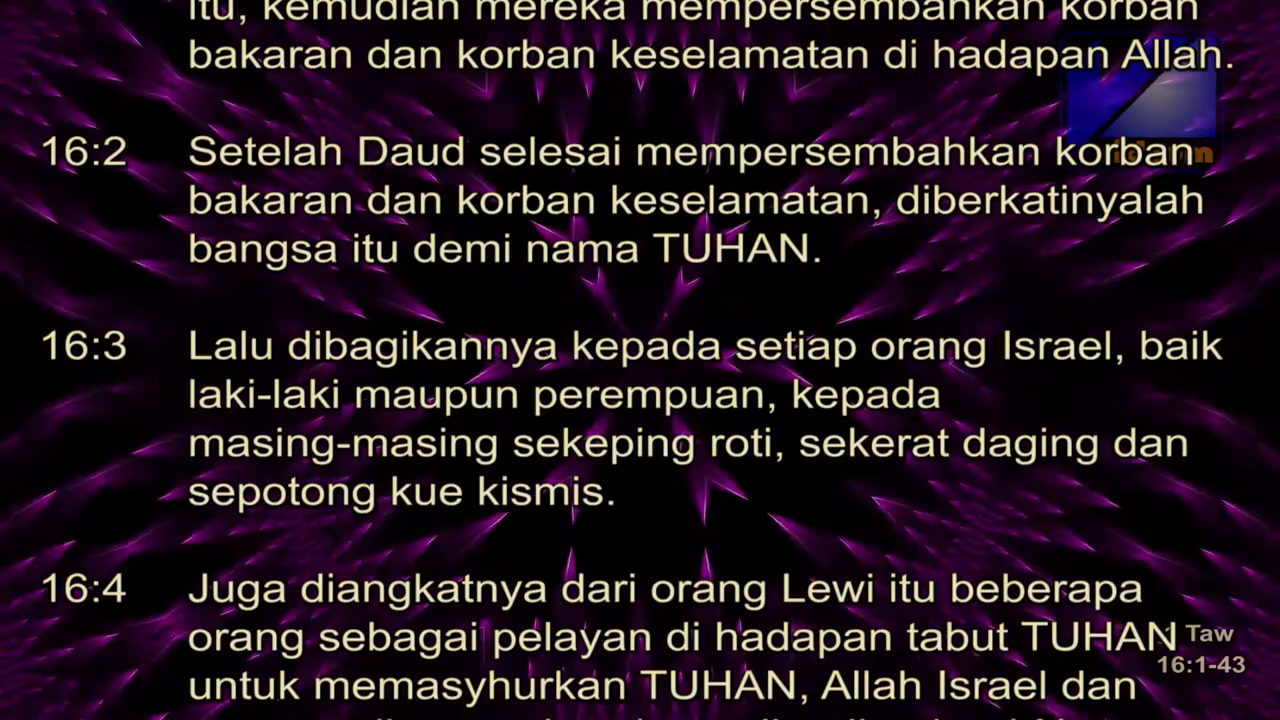 itu, kemudian mereka mempersembahkan korban
bakaran dan korban keselamatan di hadapan Allah.
16:2 Setelah Daud selesai mempersembahkan korban
bakaran dan korban keselamatan, diberkatinyalah
bangsa itu demi nama TUHAN.
16:3 Lalu dibagikannya kepada setiap orang Israel, baik
laki-laki maupun perempuan, kepada
masing-masing sekeping roti, sekerat daging dan
sepotong kue kismis.
16:4 Juga diangkatnya dari orang Lewi itu beberapa
orang sebagai pelayan di hadapan tabut TUHAN
untuk memasyhurkan TUHAN, Allah Israel dan
Taw
16:1-43